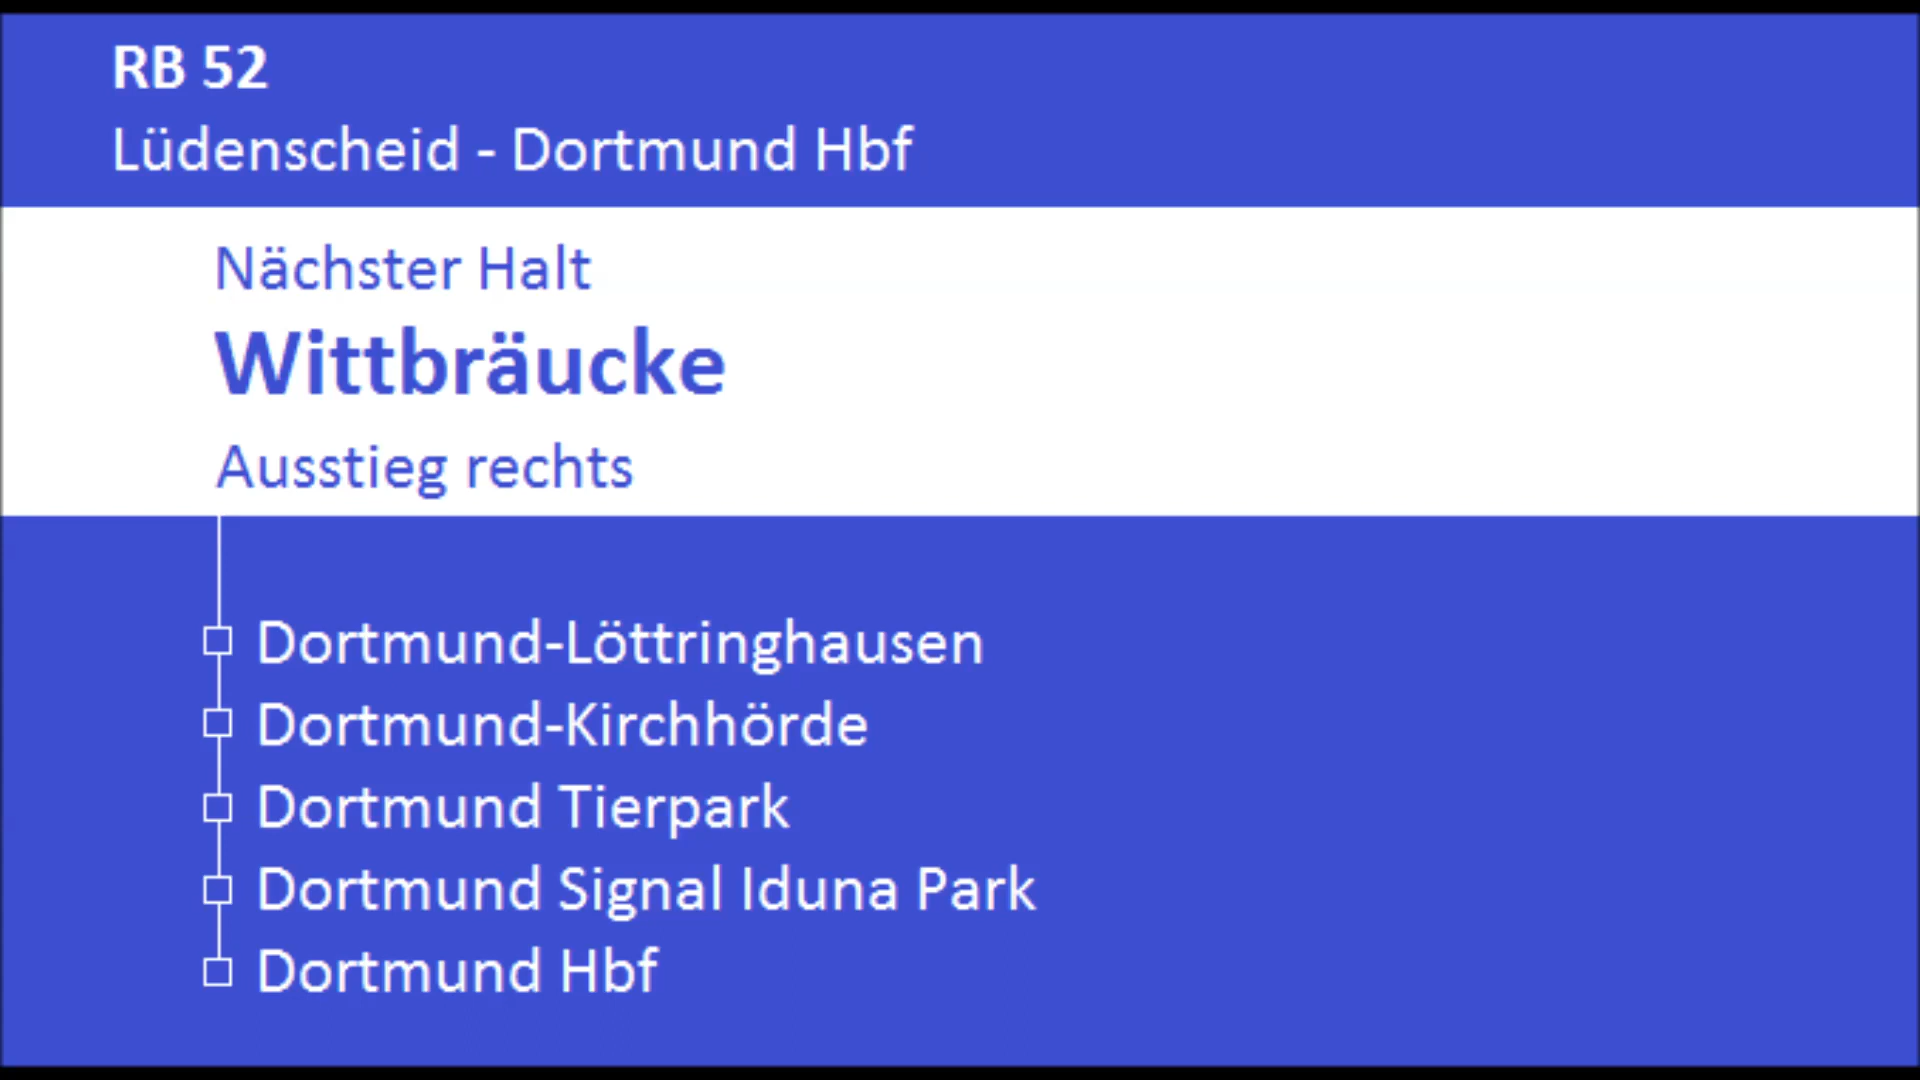 RB 52
Lüdenscheid - Dortmund Hbf
Nächster Halt
Wittbräucke
Ausstieg rechts
Dortmund-Löttringhausen
Dortmund-Kirchhörde
Dortmund Tierpark
Dortmund Signal Iduna Park
Dortmund Hbf